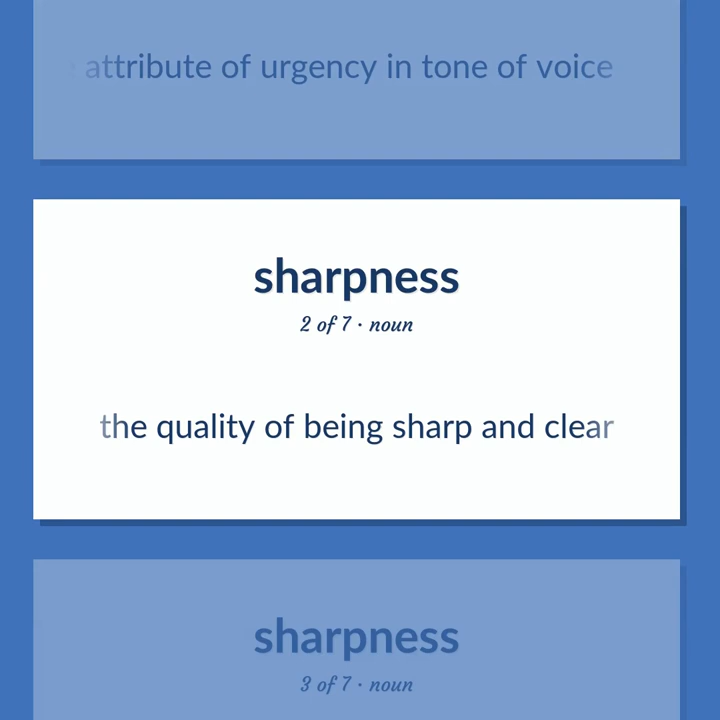 attribute of urgency in tone of voice
sharpness
2 of 7 · noun
the quality of being sharp and clear
sharpness
3 of 7 · noun